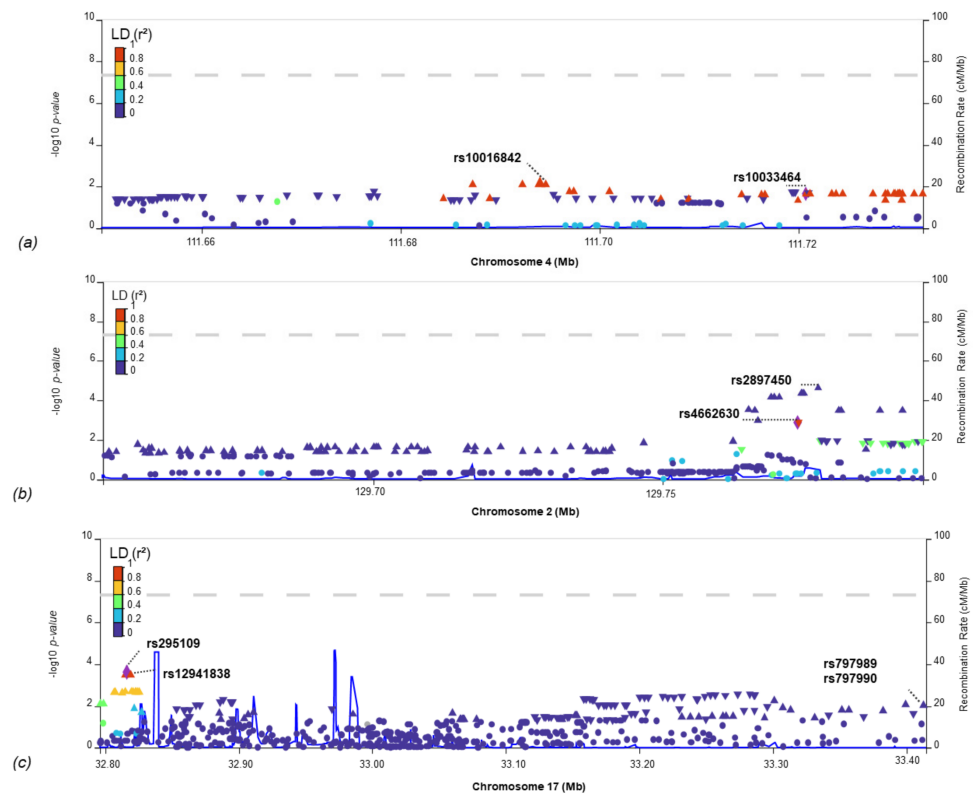 LD (r²)
1
0.8
0.6
0.4
0.2
0
10
8
6
4
2
0
-log10 p-value
100
80
60
40
20
0
Recombination Rate (cM/Mb)
rs10016842
rs10033464
111.66
111.68
111.70
111.72
Chromosome 4 (Mb)
(a)
LD (r²)
1
0.8
0.6
0.4
0.2
0
10
8
6
4
2
0
-log10 p-value
100
80
60
40
20
0
Recombination Rate (cM/Mb)
rs2897450
rs4662630
129.70
129.75
Chromosome 2 (Mb)
(b)
LD (r²)
1
0.8
0.6
0.4
0.2
0
10
8
6
4
2
0
-log10 p-value
100
80
60
40
20
0
Recombination Rate (cM/Mb)
rs295109
rs12941838
rs797989
rs797990
32.80
32.90
33.00
33.10
33.20
33.30
33.40
Chromosome 17 (Mb)
(c)